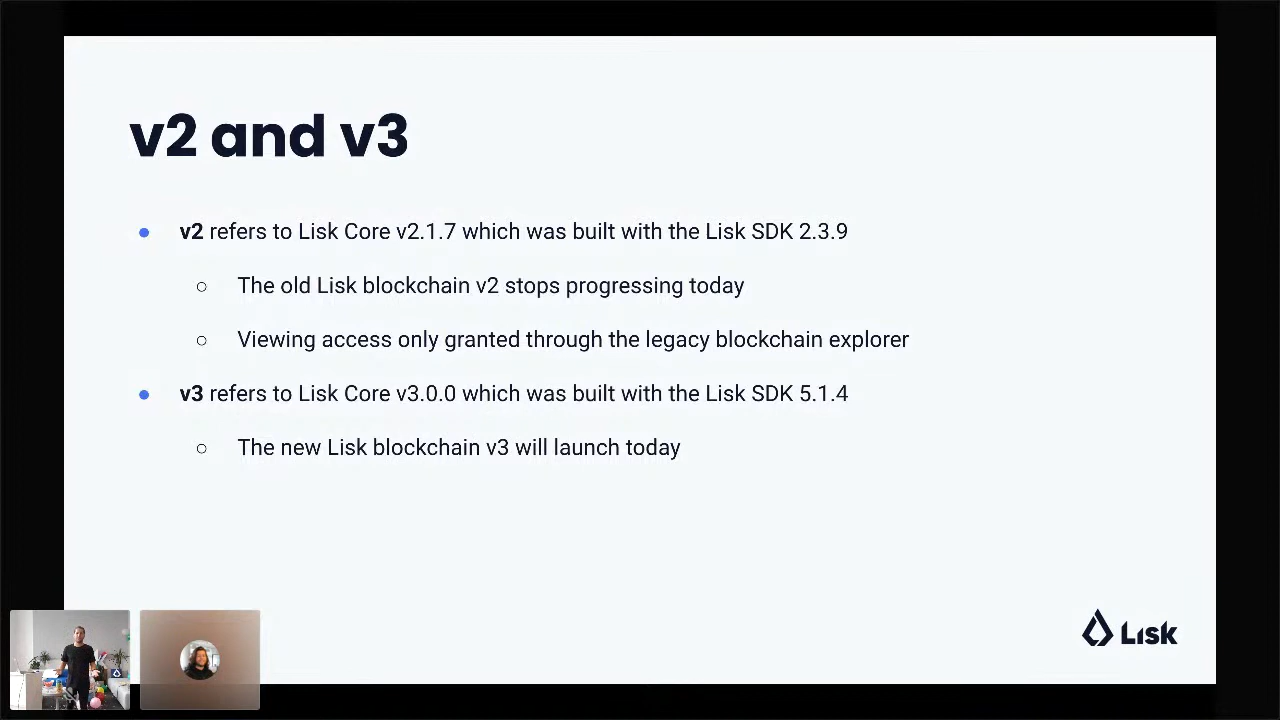 v2 and v3
v2 refers to Lisk Core v2.1.7 which was built with the Lisk SDK 2.3.9
The old Lisk blockchain v2 stops progressing today
Viewing access only granted through the legacy blockchain explorer
v3 refers to Lisk Core v3.0.0 which was built with the Lisk SDK 5.1.4
The new Lisk blockchain v3 will launch today
Lisk